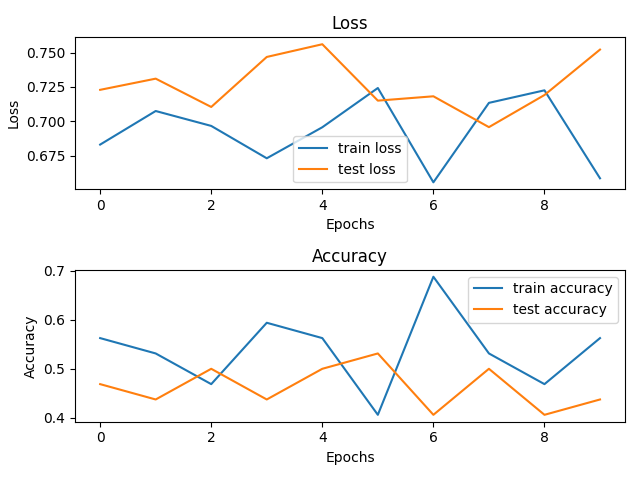 Loss
0.750
0.725
0.700
0.675
Loss
train loss
test loss
0 2 4 6 8
Epochs
Accuracy
0.7
0.6
0.5
0.4
Accuracy
train accuracy
test accuracy
0 2 4 6 8
Epochs